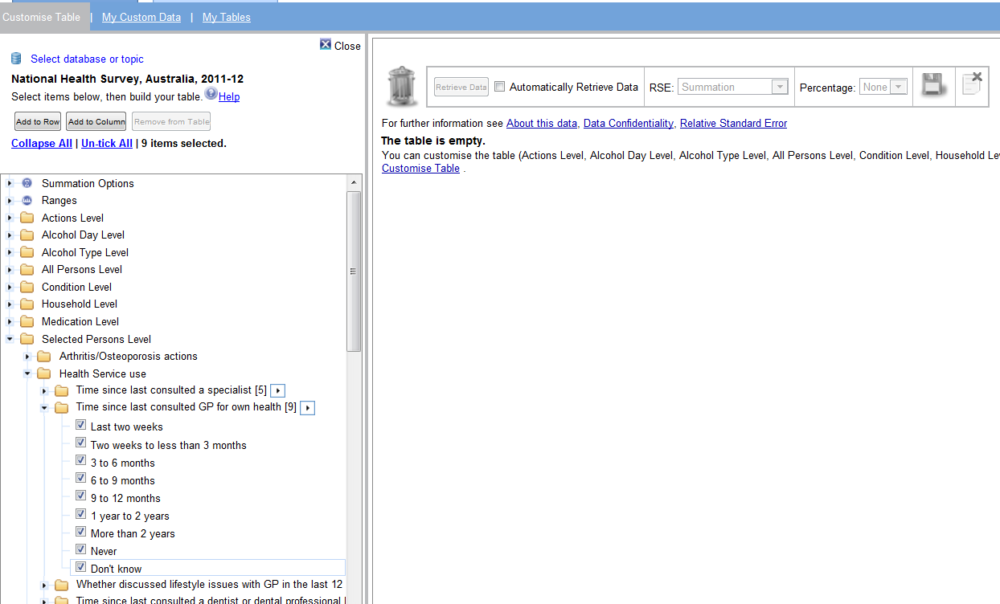 Customise Table | My Custom Data | My Tables
Close
Select database or topic
National Health Survey, Australia, 2011-12
Select items below, then build your table. Help
Add to Row Add to Column Remove from Table
Collapse All | Un-tick All | 9 items selected.
Summation Options
Ranges
Actions Level
Alcohol Day Level
Alcohol Type Level
All Persons Level
Condition Level
Household Level
Medication Level
Selected Persons Level
Arthritis/Osteoporosis actions
Health Service use
Time since last consulted a specialist [5]
Time since last consulted GP for own health [9]
Last two weeks
Two weeks to less than 3 months
3 to 6 months
6 to 9 months
9 to 12 months
1 year to 2 years
More than 2 years
Never
Don't know
Whether discussed lifestyle issues with GP in the last 12
Time since last consulted a dentist or dental professional
Retrieve Data Automatically Retrieve Data RSE: Summation Percentage: None
For further information see About this data, Data Confidentiality, Relative Standard Error
The table is empty.
You can customise the table (Actions Level, Alcohol Day Level, Alcohol Type Level, All Persons Level, Condition Level, Household Le
Customise Table .